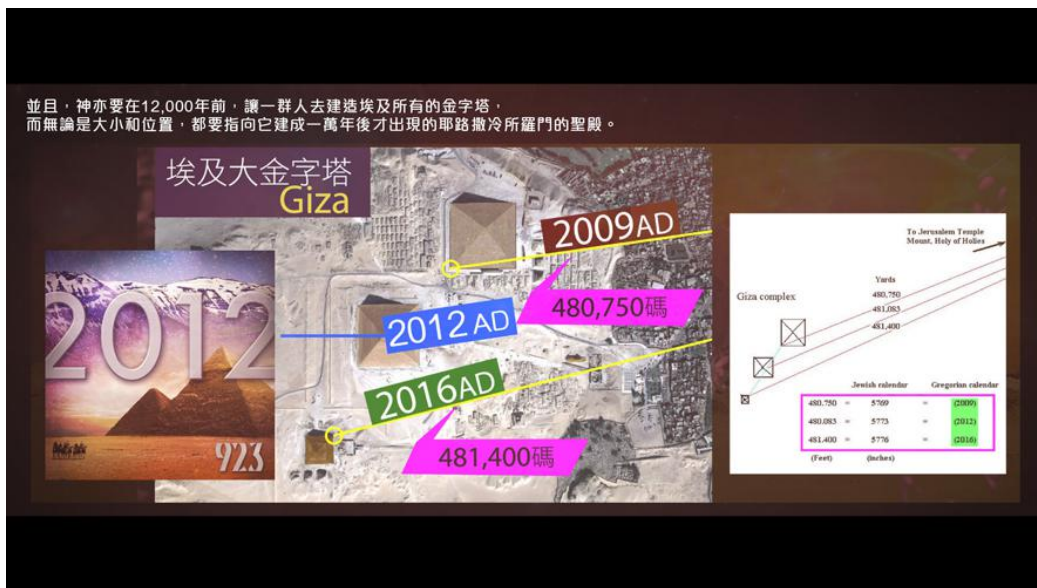 並且，神亦要在12,000年前，讓一群人去建造埃及所有的金字塔，
而無論是大小和位置，都要指向它建成一萬年後才出現的耶路撒冷所羅門的聖殿。
埃及大金字塔
Giza
2009AD
480,750碼
2012 AD
2016AD
481,400碼
2012
923
To Jerusalem Temple
Mount, Holy of Holies
Yards
Giza complex
480,750
481,083
481,400
Jewish calendar Gregorian calendar
480.750 = 5769 = (2009)
480.083 = 5773 = (2012)
481.400 = 5776 = (2016)
(Feet) (inches)